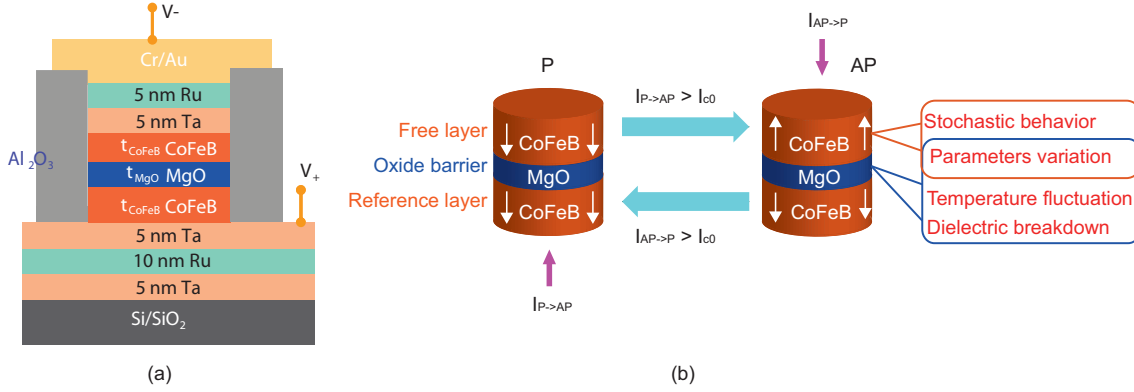 V-
Cr/Au
5 nm Ru
5 nm Ta
tCoFeB CoFeB
Al2O3
tMgO MgO
V+
tCoFeB CoFeB
5 nm Ta
10 nm Ru
5 nm Ta
Si/SiO2
(a)
IAP->P
P
AP
IP->AP > Ic0
Free layer
CoFeB
CoFeB
Stochastic behavior
Oxide barrier
MgO
MgO
Parameters variation
Reference layer
CoFeB
CoFeB
Temperature fluctuation
Dielectric breakdown
IAP->P > Ic0
IP->AP
(b)